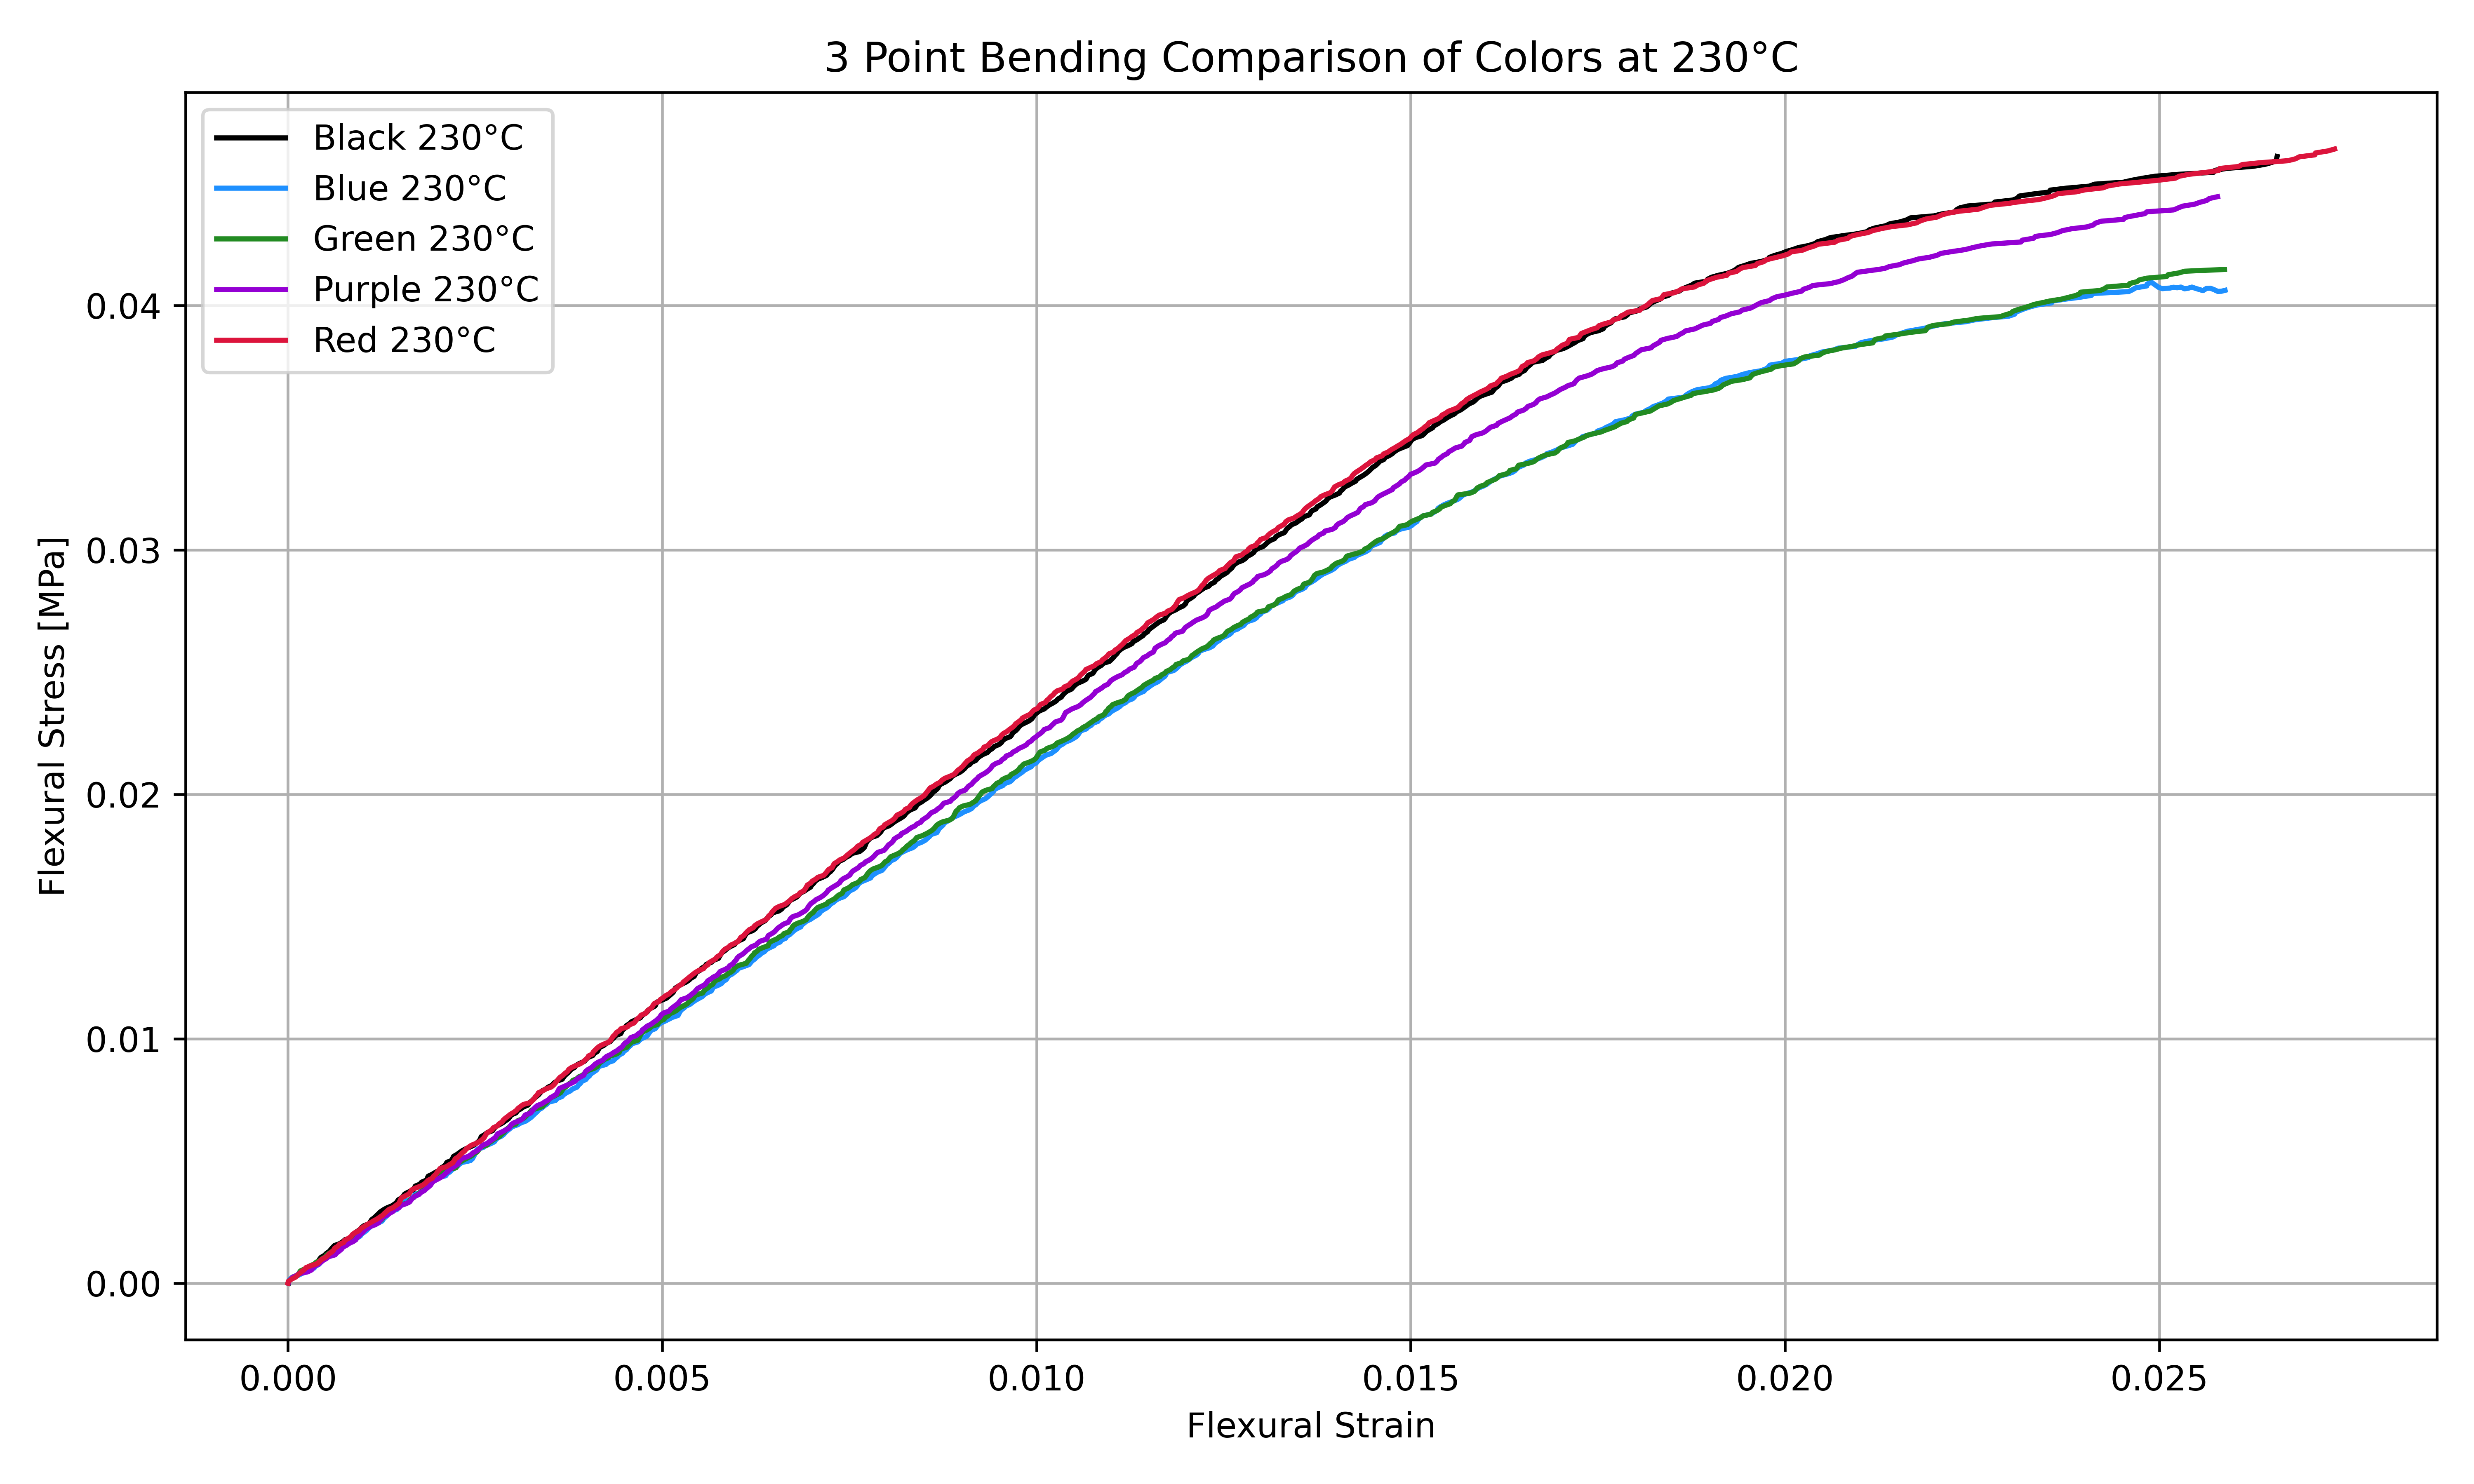 3 Point Bending Comparison of Colors at 230°C
Black 230°C
Blue 230°C
Green 230°C
Purple 230°C
Red 230°C
Flexural Stress [MPa]
0.04
0.03
0.02
0.01
0.00
0.000 0.005 0.010 0.015 0.020 0.025
Flexural Strain